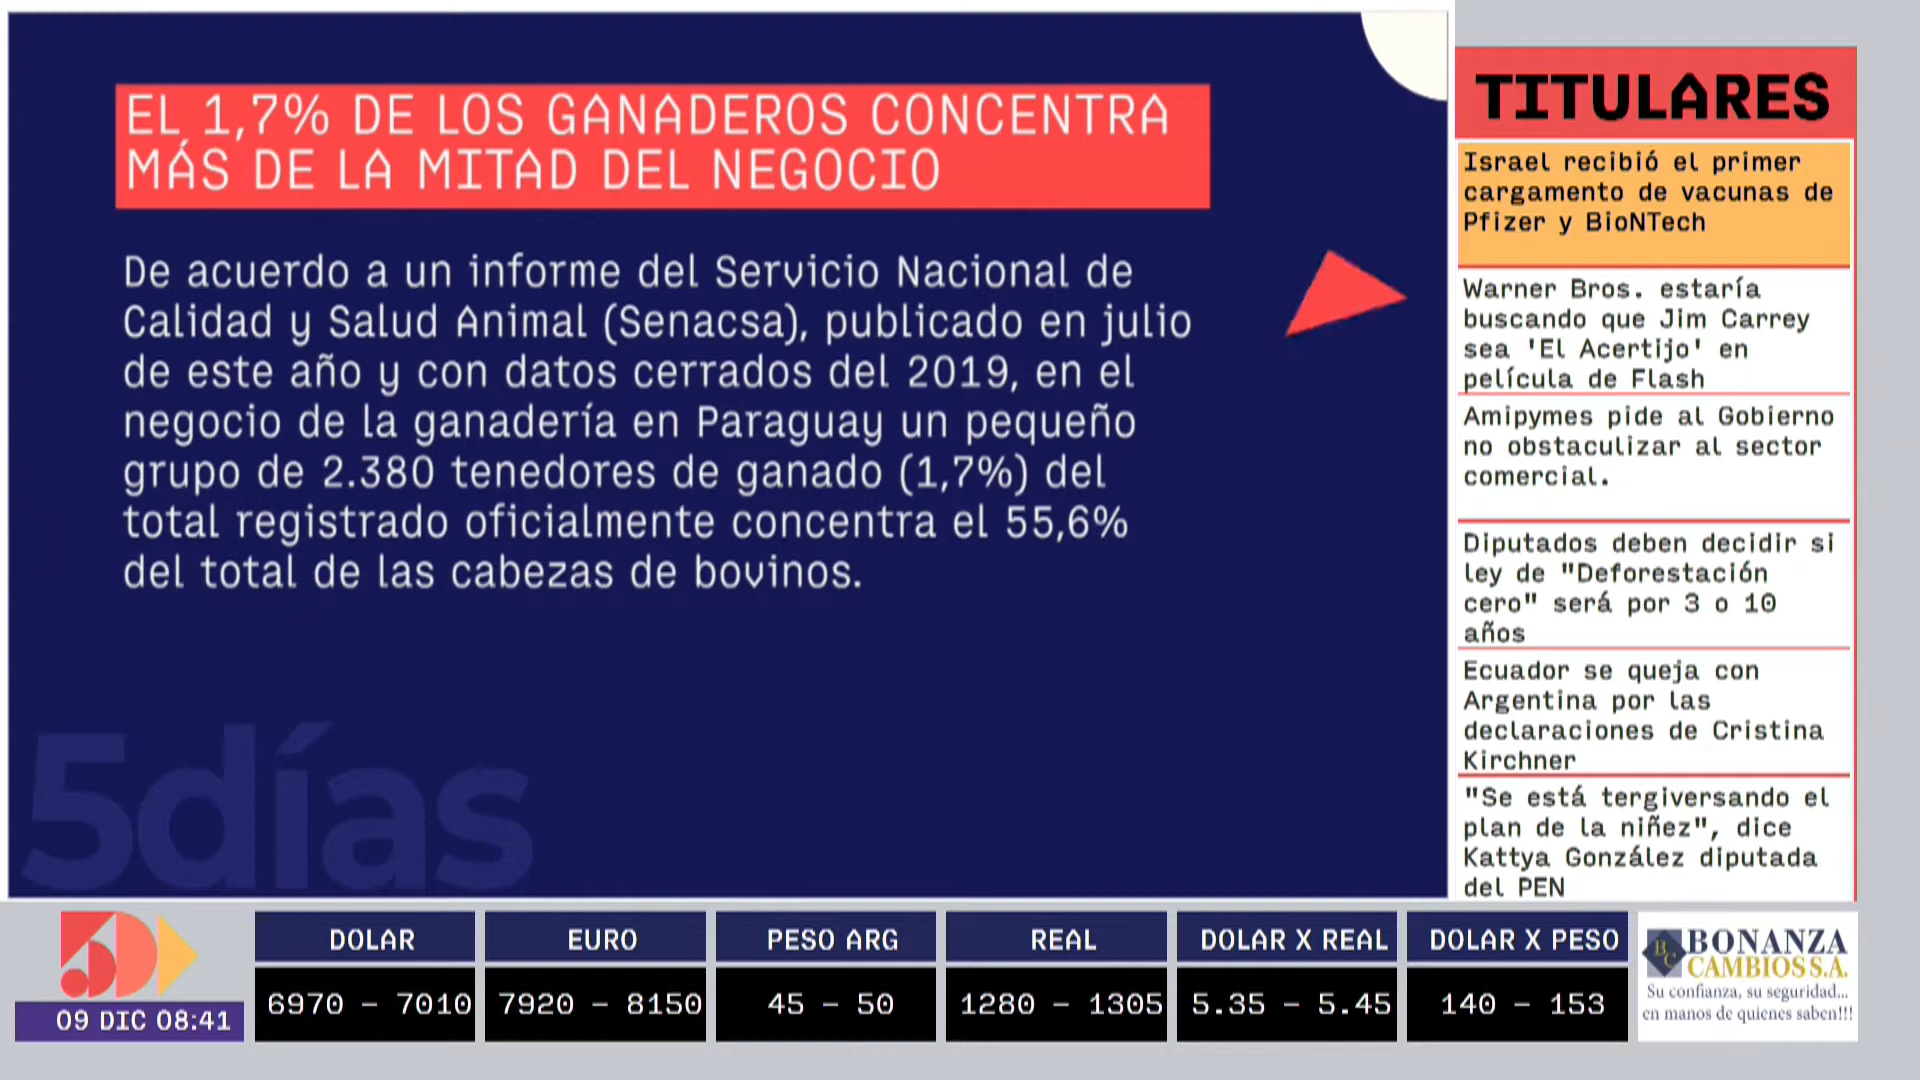 EL 1,7% DE LOS GANADEROS CONCENTRA
MÁS DE LA MITAD DEL NEGOCIO
De acuerdo a un informe del Servicio Nacional de
Calidad y Salud Animal (Senacsa), publicado en julio
de este año y con datos cerrados del 2019, en el
negocio de la ganadería en Paraguay un pequeño
grupo de 2.380 tenedores de ganado (1,7%) del
total registrado oficialmente concentra el 55,6%
del total de las cabezas de bovinos.
5días
TITULARES
Israel recibió el primer
cargamento de vacunas de
Pfizer y BioNTech
Warner Bros. estaría
buscando que Jim Carrey
sea 'El Acertijo' en
película de Flash
Amipymes pide al Gobierno
no obstaculizar al sector
comercial.
Diputados deben decidir si
ley de "Deforestación
cero" será por 3 o 10
años
Ecuador se queja con
Argentina por las
declaraciones de Cristina
Kirchner
"Se está tergiversando el
plan de la niñez", dice
Kattya González diputada
del PEN
5D
09 DIC 08:41
DOLAR
6970 - 7010
EURO
7920 - 8150
PESO ARG
45 - 50
REAL
1280 - 1305
DOLAR X REAL
5.35 - 5.45
DOLAR X PESO
140 - 153
BC
BONANZA
CAMBIOS S.A.
Su confianza, su seguridad...
en manos de quienes saben!!!